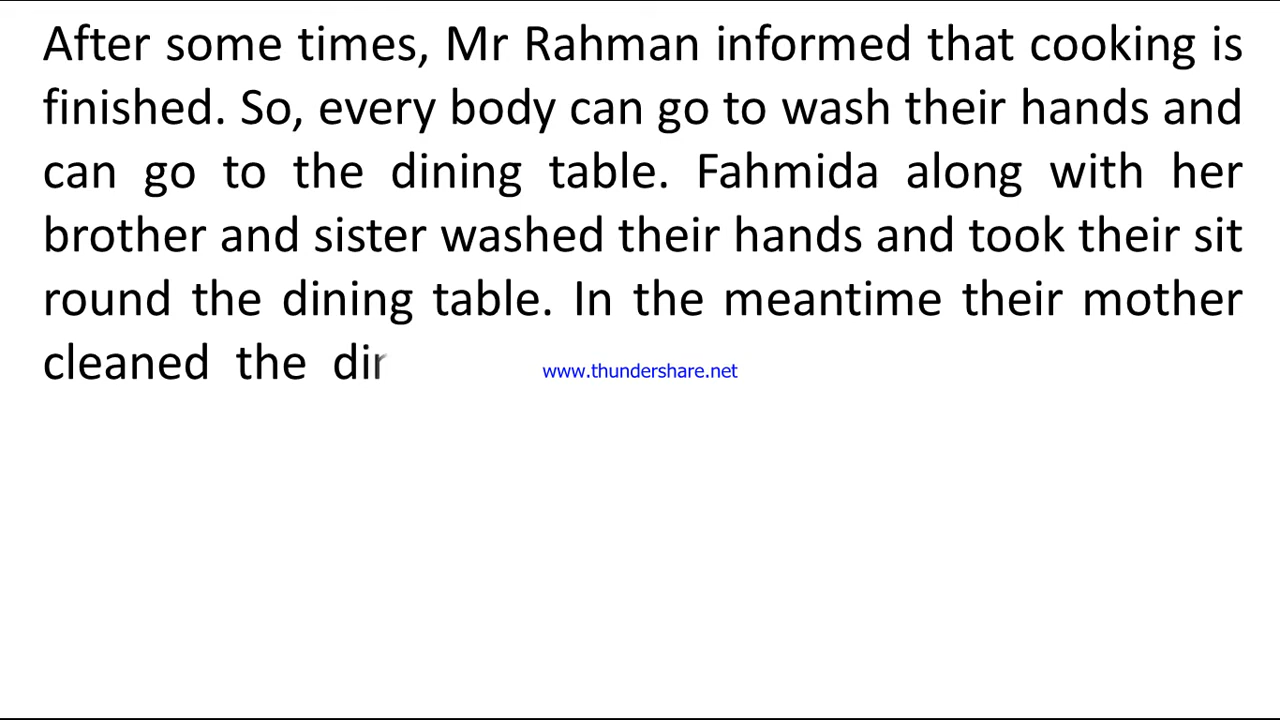 After some times, Mr Rahman informed that cooking is
finished. So, every body can go to wash their hands and
can go to the dining table. Fahmida along with her
brother and sister washed their hands and took their sit
round the dining table. In the meantime their mother
cleaned the
www.thundershare.net